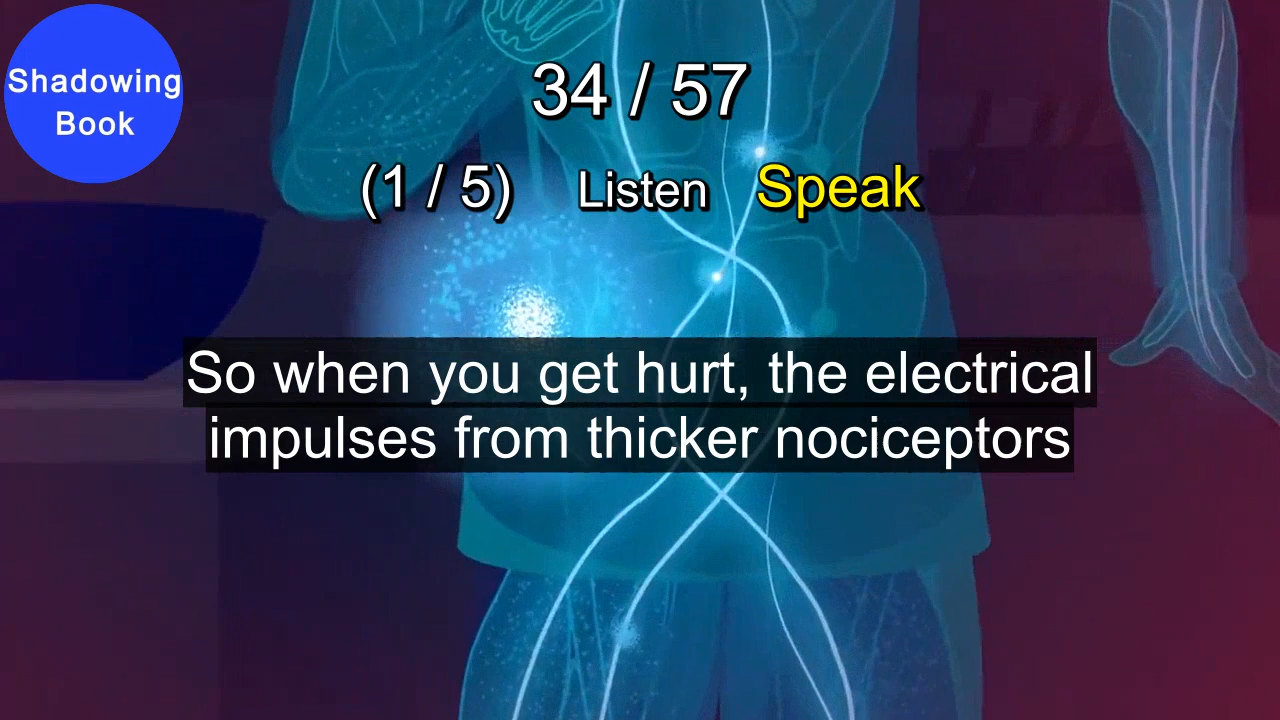 Shadowing
Book
34 / 57
(1 / 5) Listen Speak
So when you get hurt, the electrical
impulses from thicker nociceptors